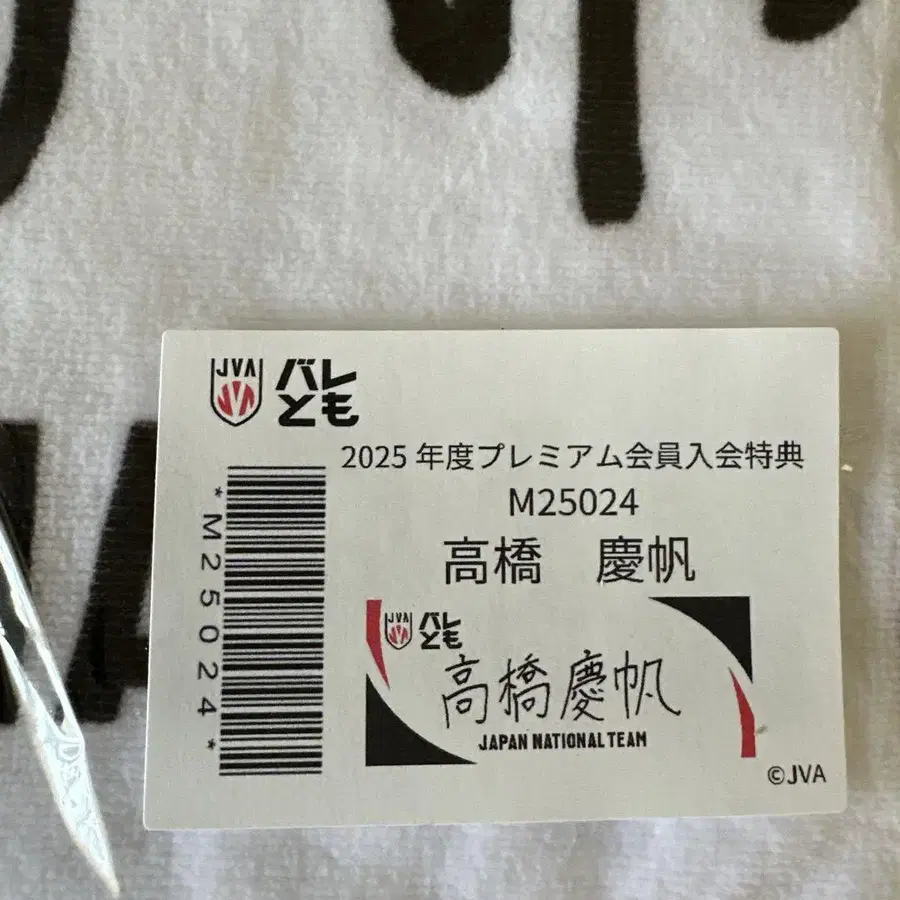 JVA バレとも
2025 年度プレミアム会員入会特典
M25024
高橋 慶帆
*M25024*
JVA バレとも
高橋慶帆
JAPAN NATIONAL TEAM
©JVA